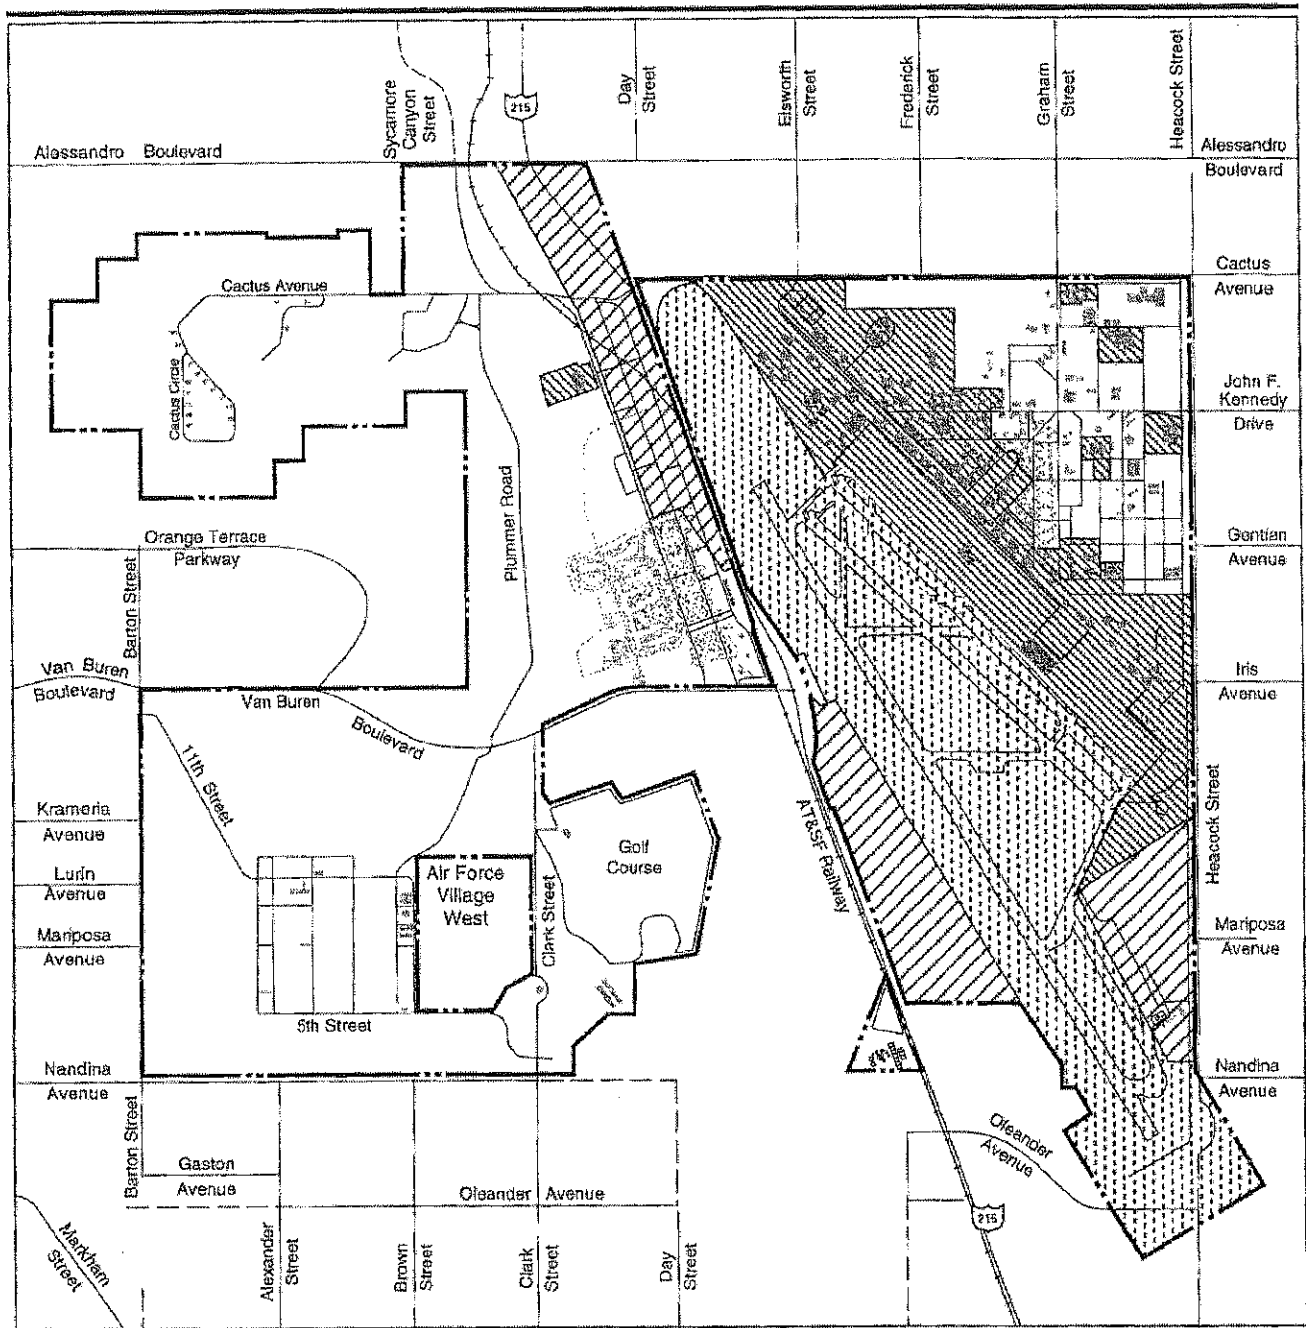 Sycamore
Canyon
Street
215
Day
Street
Elsworth
Street
Frederick
Street
Graham
Street
Heacock Street
Alessandro Boulevard
Alessandro
Boulevard
Cactus Avenue
Cactus
Avenue
Cactus Circle
John F.
Kennedy
Drive
Plummer Road
Orange Terrace
Parkway
Gentian
Avenue
Barton Street
Van Buren
Boulevard
Van Buren
Boulevard
Iris
Avenue
11th Street
Krameria
Avenue
Lurin
Avenue
Mariposa
Avenue
Air Force
Village
West
Clark Street
Golf
Course
AT&SF Railway
Heacock Street
Mariposa
Avenue
5th Street
Nandina
Avenue
Nandina
Avenue
Barton Street
Gaston
Avenue
Oleander Avenue
Oleander
Avenue
215
Markham
Street
Alexander
Street
Brown
Street
Clark
Street
Day
Street